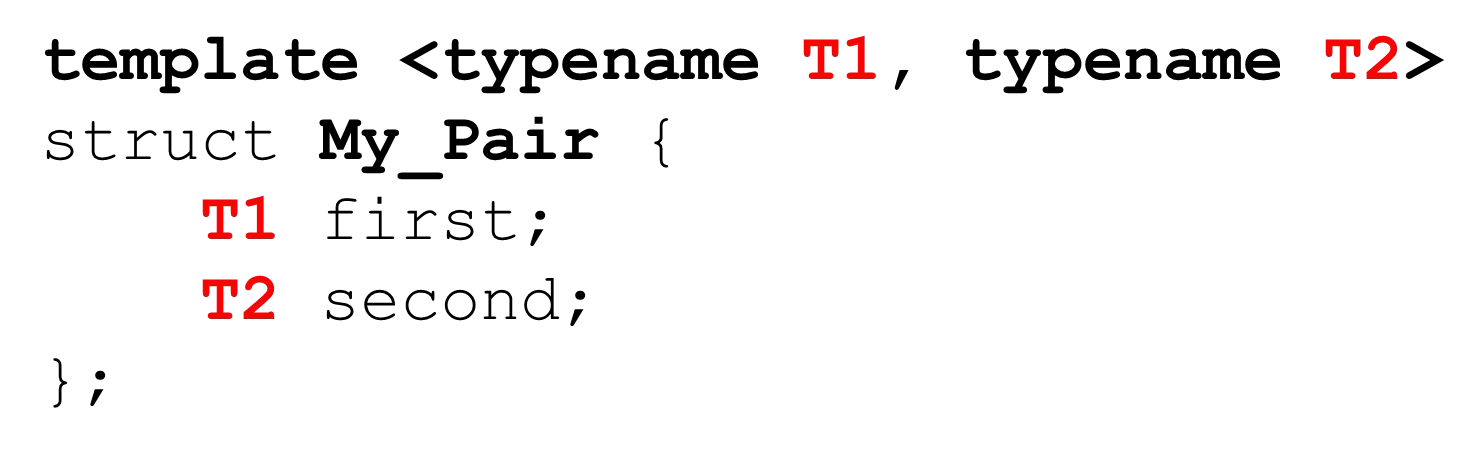 template <typename T1, typename T2>
struct My_Pair {
    T1 first;
    T2 second;
};